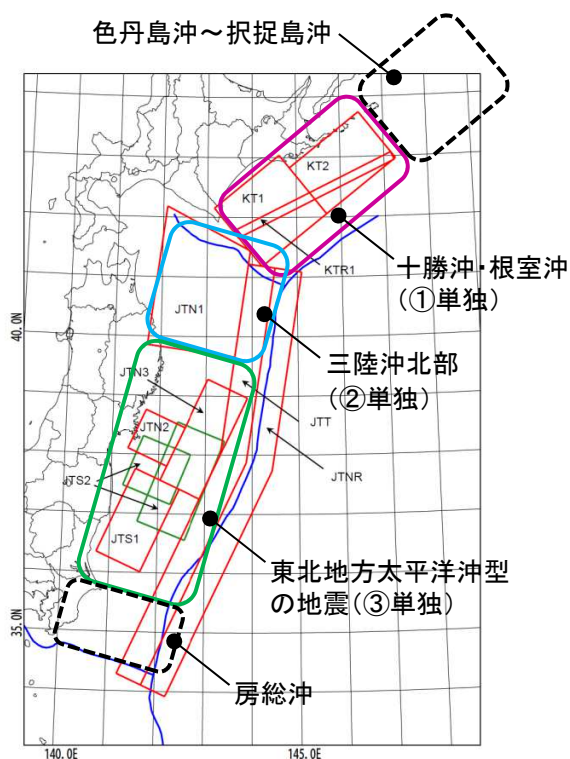 色丹島沖～択捉島沖
KT2
KT1
十勝沖・根室沖
(①単独)
KTR1
JTN1
40.0N
三陸沖北部
(②単独)
JTN3
JTT
JTN2
JTNR
JTS2
JTS1
東北地方太平洋沖型
の地震(③単独)
35.0N
房総沖
140.0E
145.0E